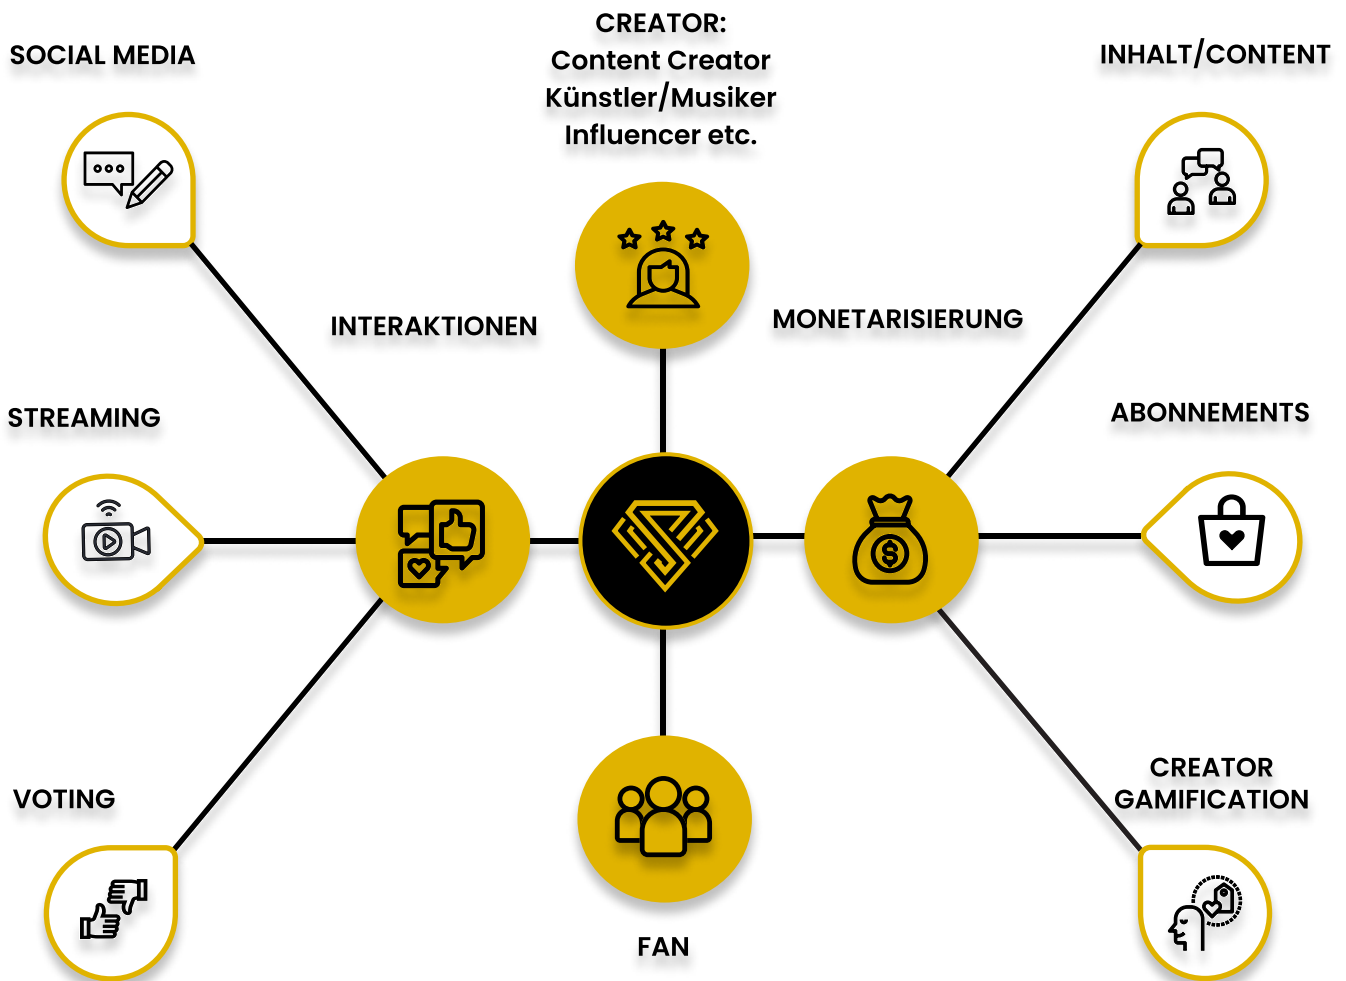 CREATOR:
Content Creator
Künstler/Musiker
Influencer etc.
SOCIAL MEDIA
INHALT/CONTENT
INTERAKTIONEN
MONETARISIERUNG
STREAMING
ABONNEMENTS
VOTING
CREATOR
GAMIFICATION
FAN